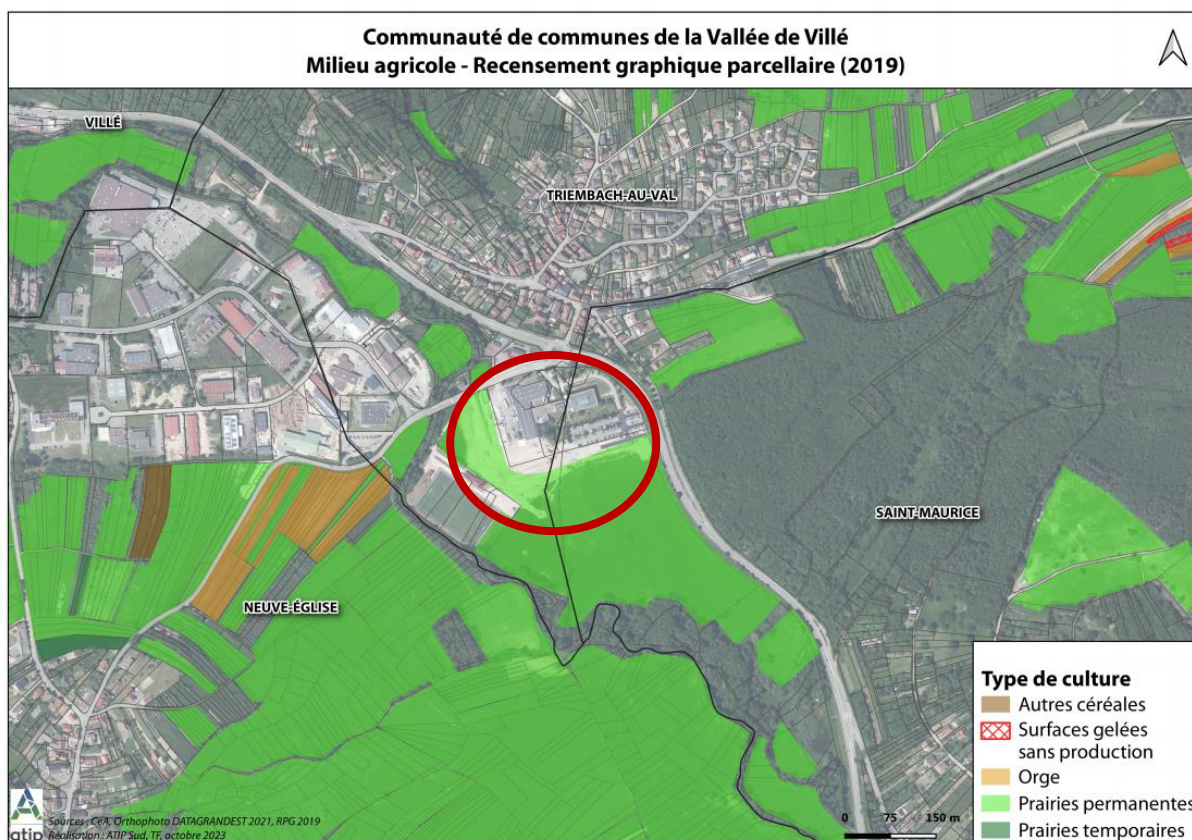 Communauté de communes de la Vallée de Villé
Milieu agricole - Recensement graphique parcellaire (2019)
VILLÉ
TRIEMBACH-AU-VAL
SAINT-MAURICE
NEUVE-ÉGLISE
Type de culture
Autres céréales
Surfaces gelées
sans production
Orge
Prairies permanentes
Prairies temporaires
0 75 150 m
atip
Sources : CeA, Orthophoto DATAGRANDEST 2021, RPG 2019
Réalisation : ATIP Sud, TF, octobre 2023